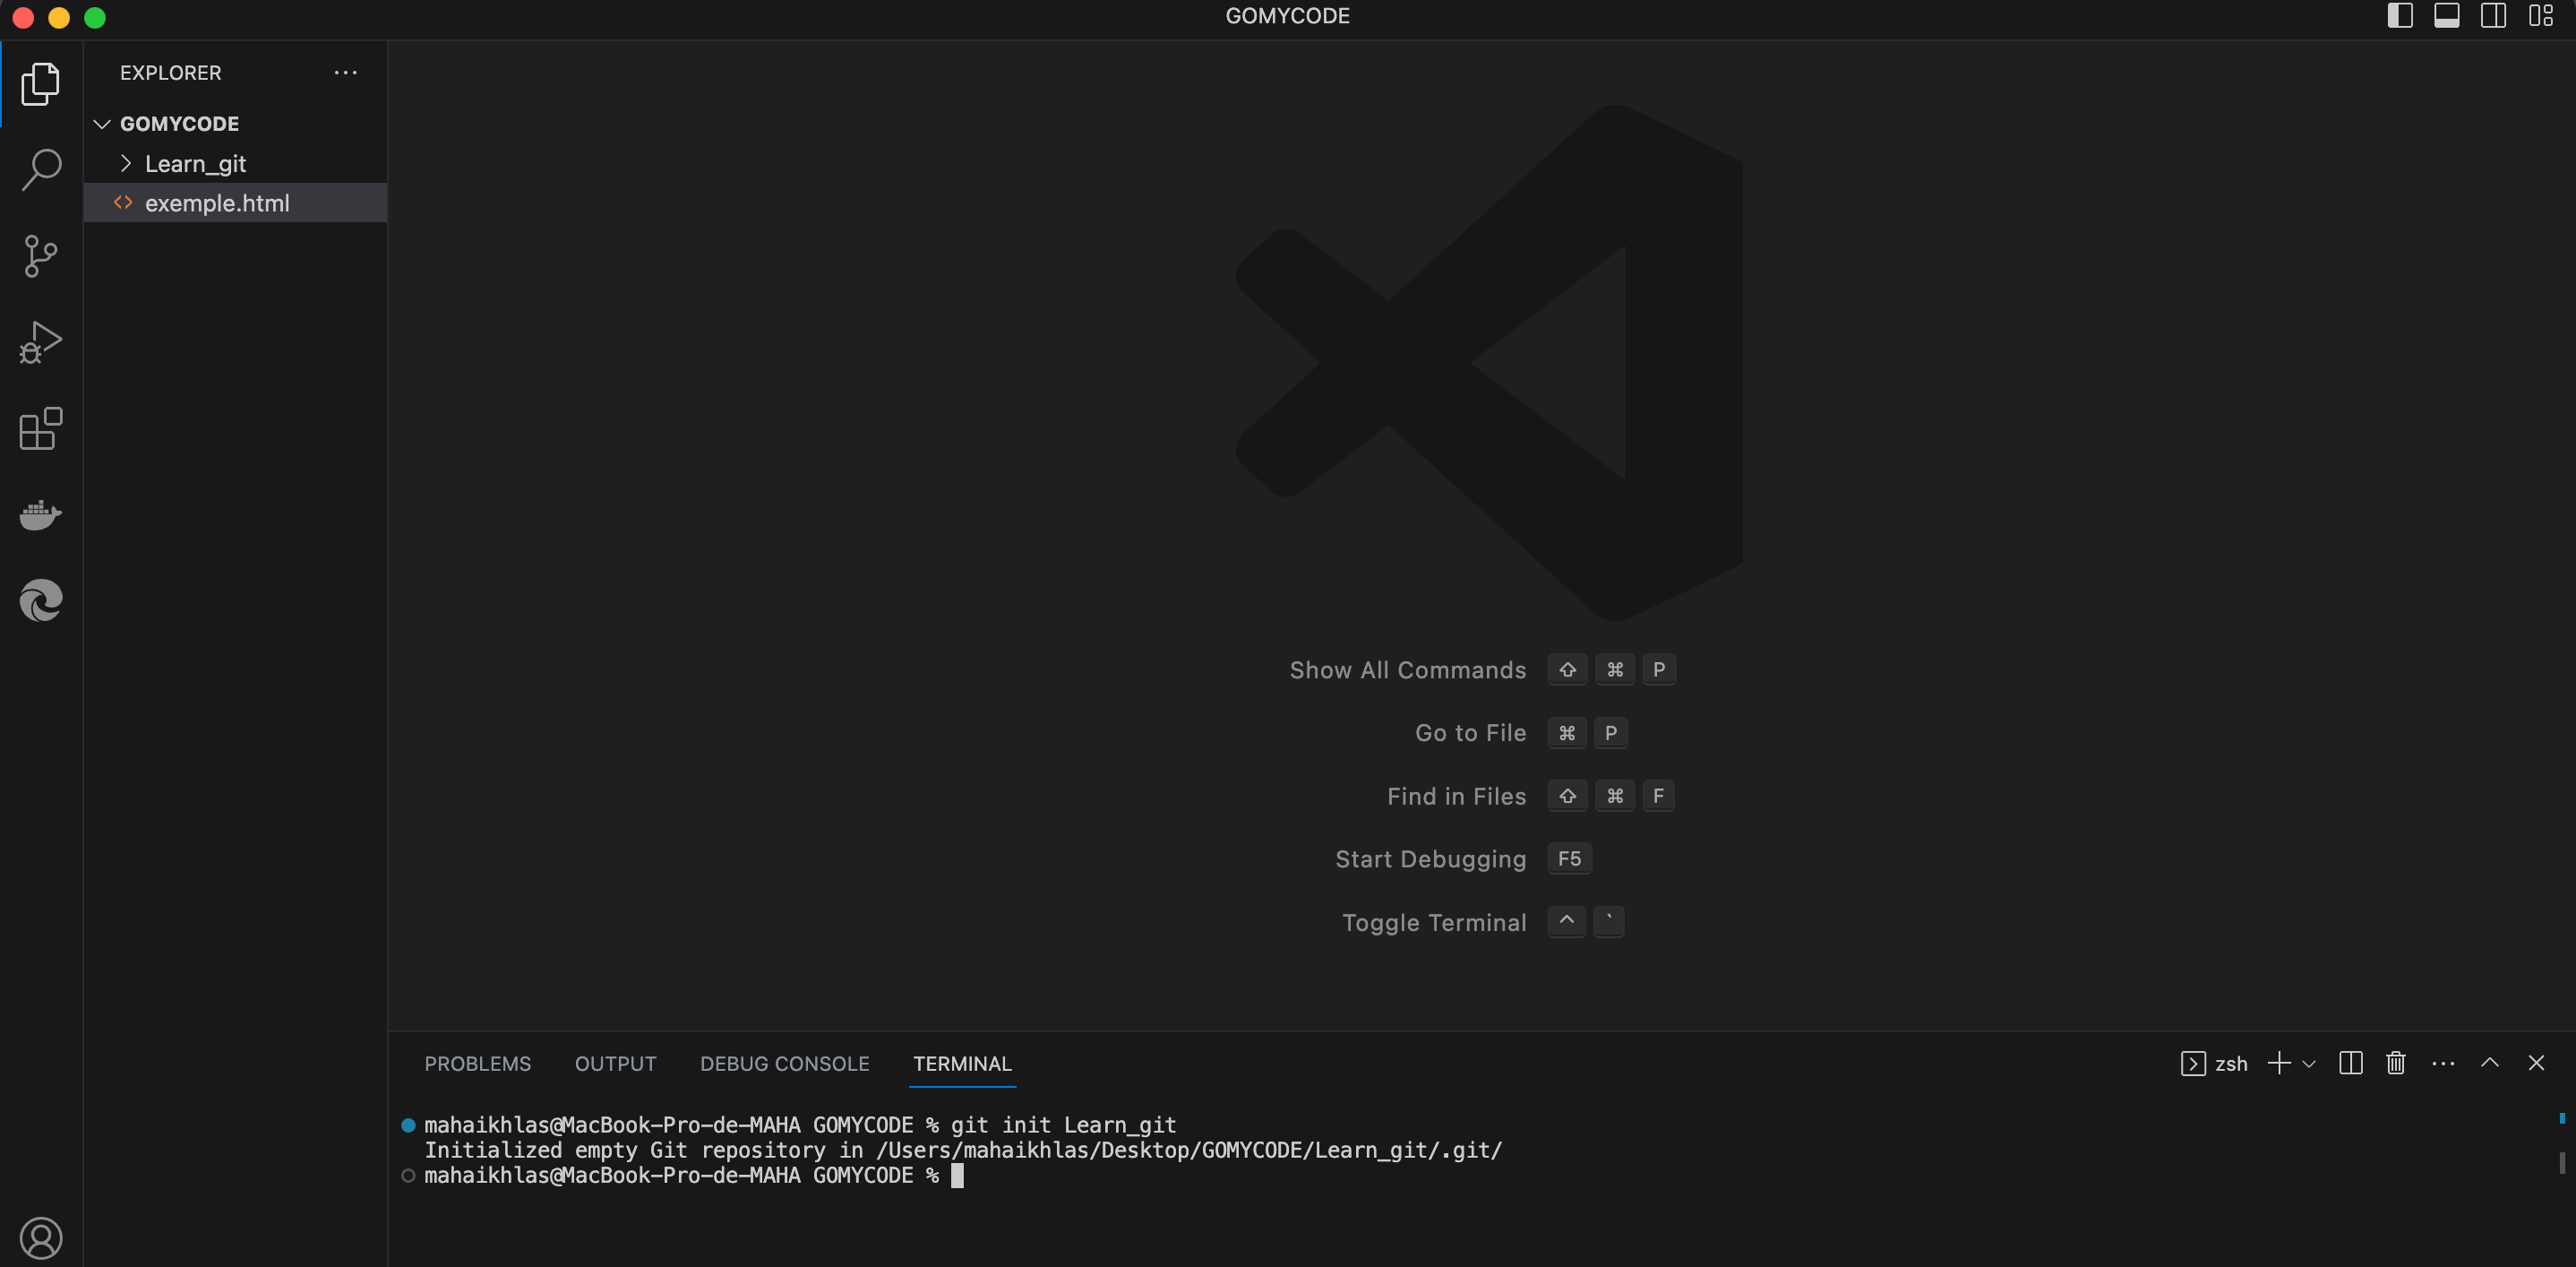 GOMYCODE
EXPLORER
GOMYCODE
Learn_git
exemple.html
Show All Commands ⇧ ⌘ P
Go to File ⌘ P
Find in Files ⇧ ⌘ F
Start Debugging F5
Toggle Terminal ^ `
PROBLEMS OUTPUT DEBUG CONSOLE TERMINAL zsh
mahaikhlas@MacBook-Pro-de-MAHA GOMYCODE % git init Learn_git
Initialized empty Git repository in /Users/mahaikhlas/Desktop/GOMYCODE/Learn_git/.git/
mahaikhlas@MacBook-Pro-de-MAHA GOMYCODE %